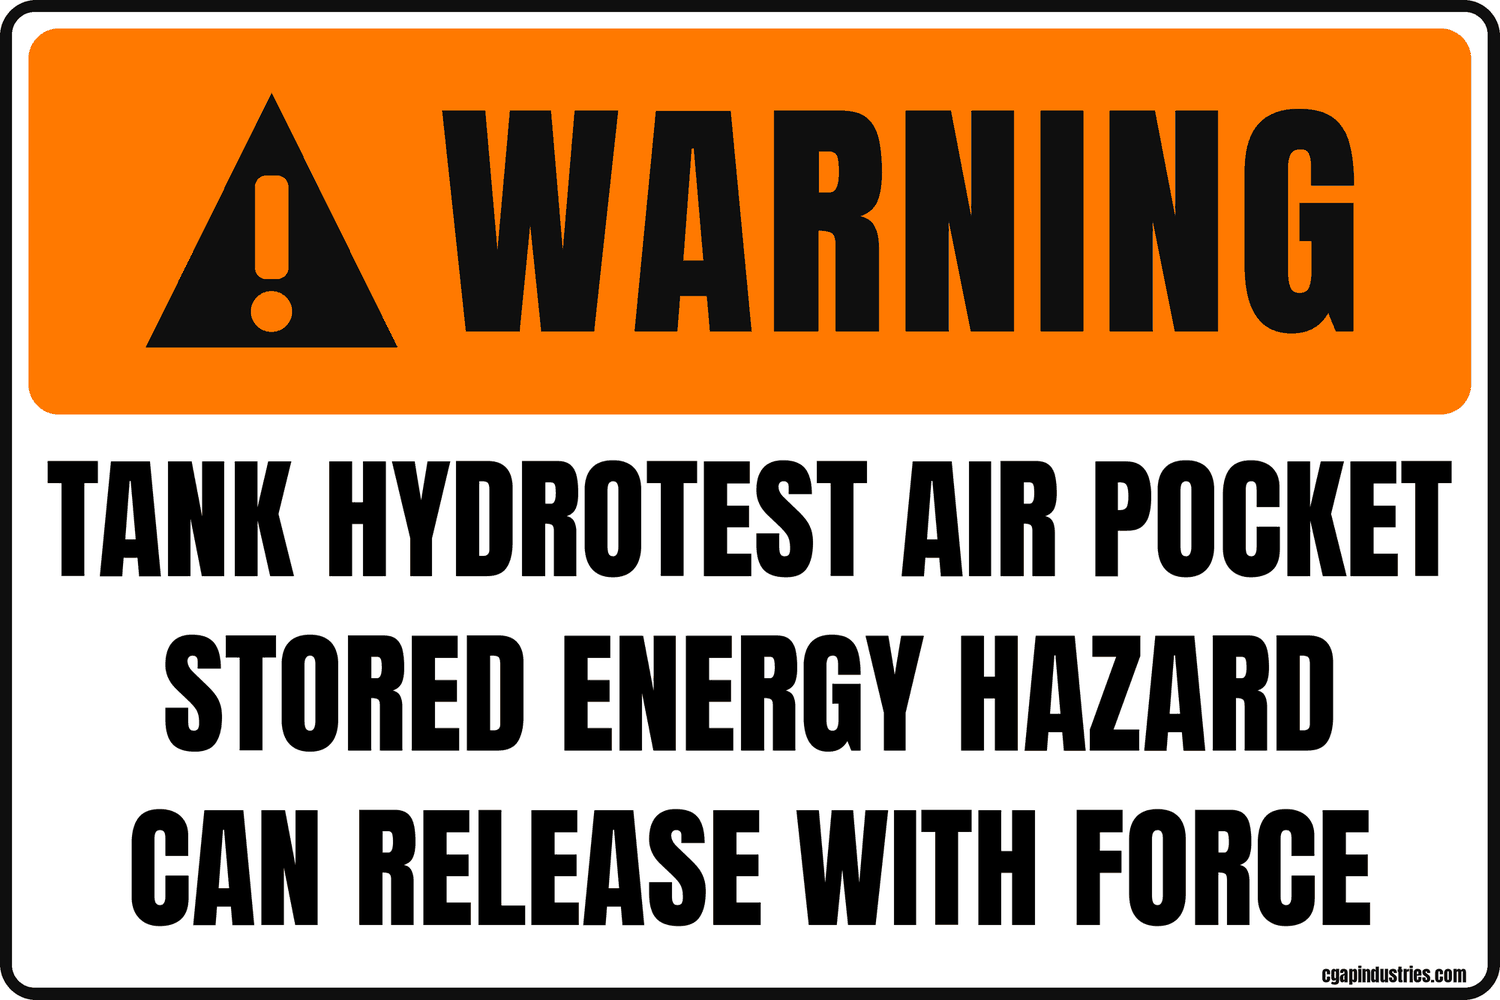 WARNING
TANK HYDROTEST AIR POCKET
STORED ENERGY HAZARD
CAN RELEASE WITH FORCE
cgapindustries.com